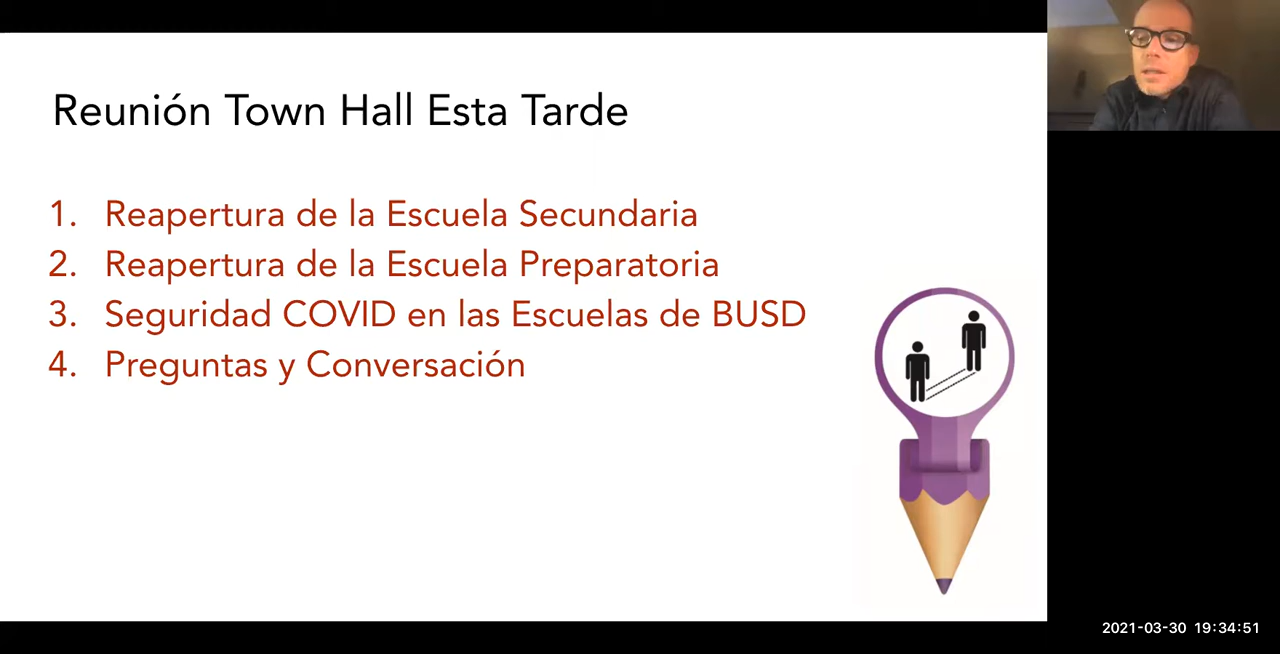 Reunión Town Hall Esta Tarde
1. Reapertura de la Escuela Secundaria
2. Reapertura de la Escuela Preparatoria
3. Seguridad COVID en las Escuelas de BUSD
4. Preguntas y Conversación
2021-03-30 19:34:51